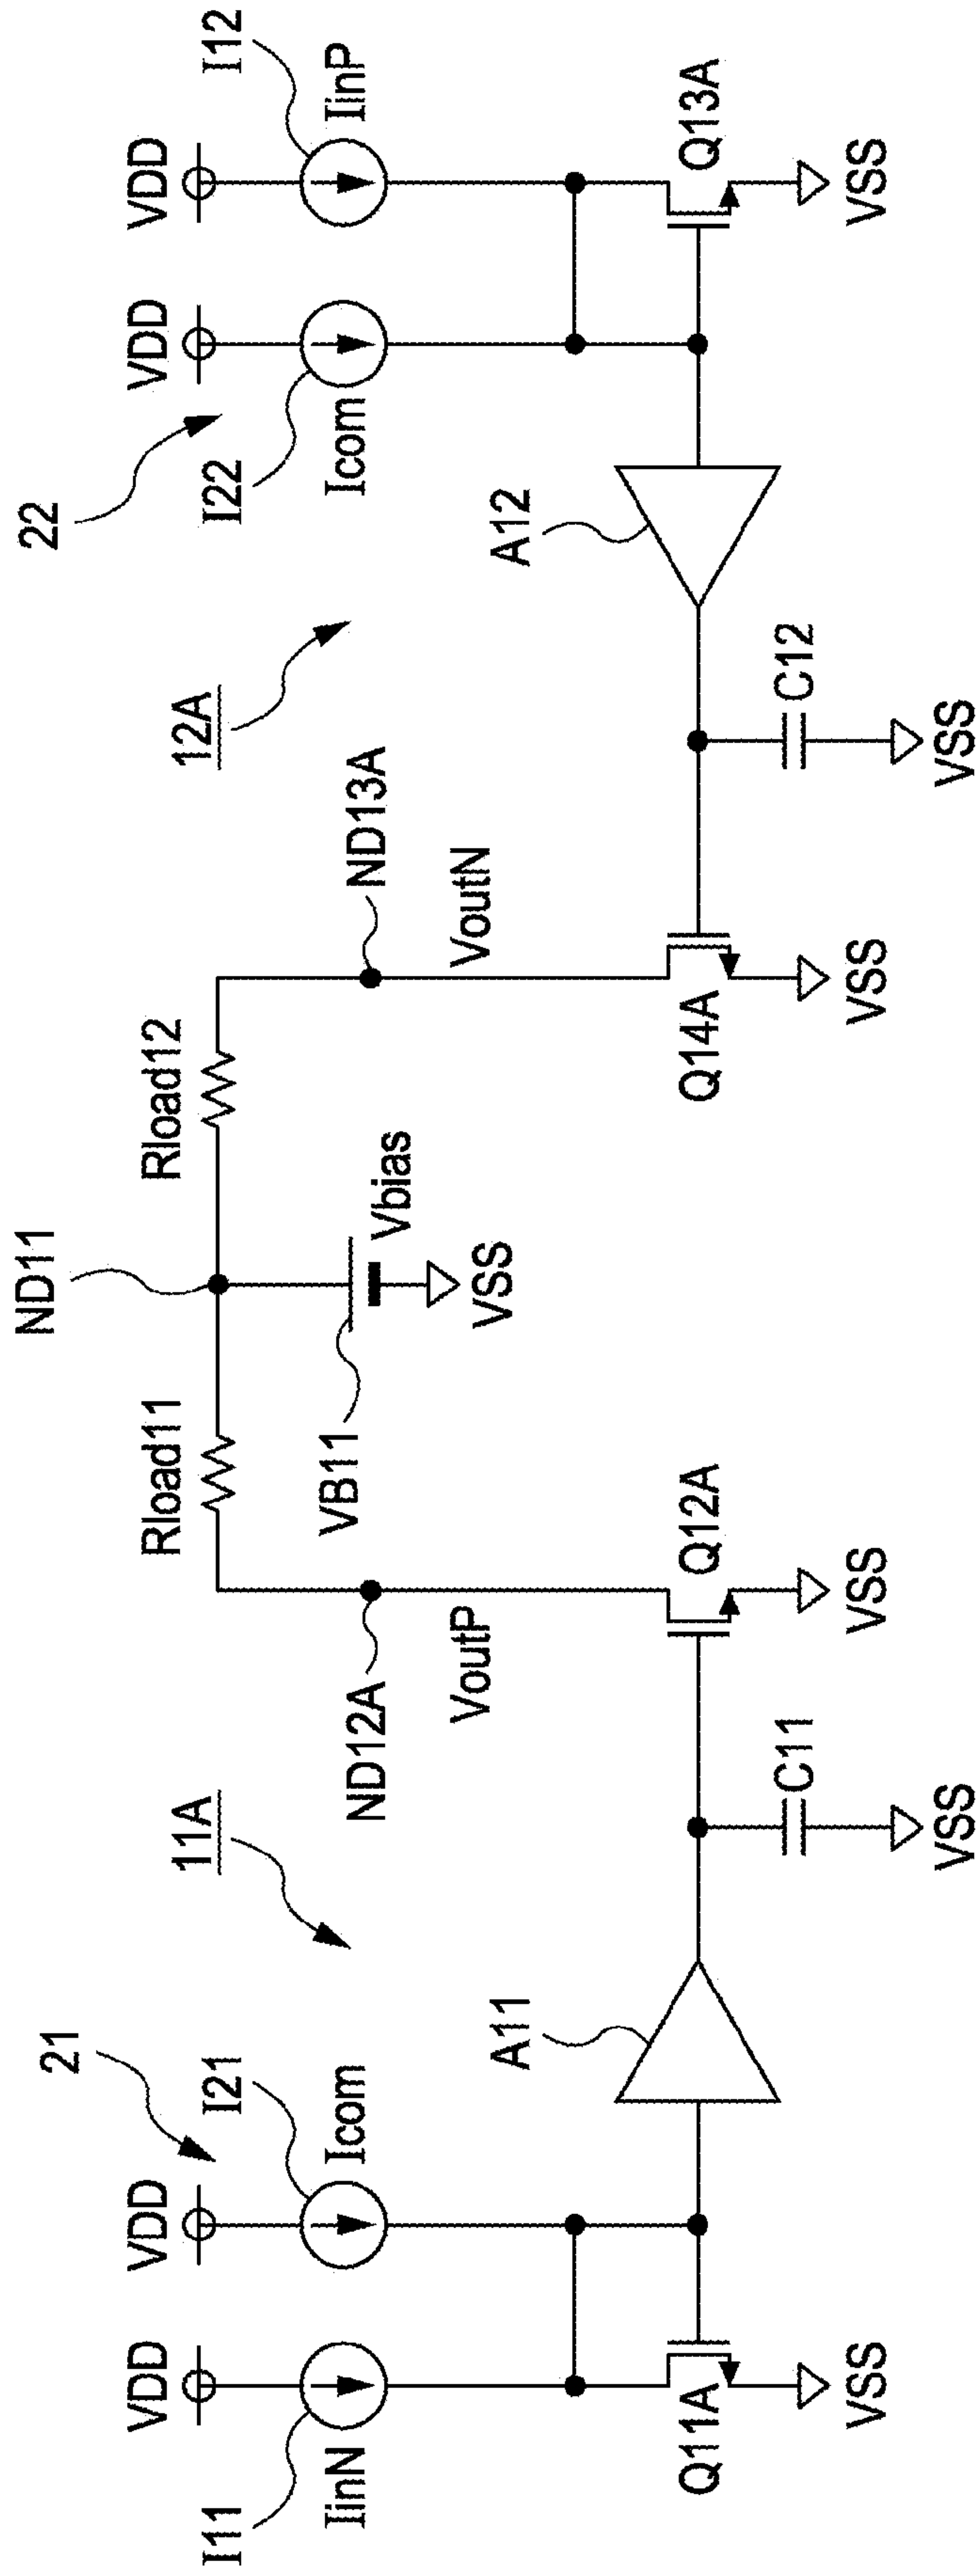 ND11
22
12A
21
11A
VDD
VDD
VDD
VDD
I11
IinN
I21
Icom
I22
Icom
I12
IinP
Rload11
Rload12
VB11
Vbias
VSS
ND12A
VoutP
ND13A
VoutN
A11
A12
Q11A
Q12A
Q14A
Q13A
C11
C12
VSS
VSS
VSS
VSS
VSS
VSS